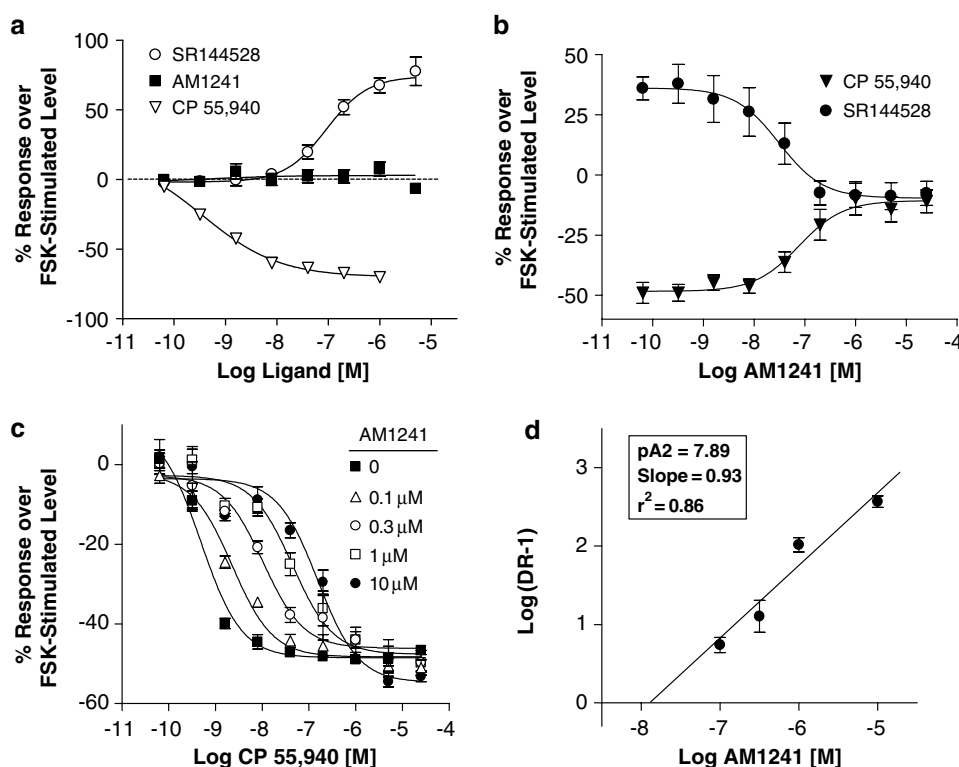 a
100
50
0
-50
-100
-11 -10 -9 -8 -7 -6 -5
% Response over
FSK-Stimulated Level
Log Ligand [M]
SR144528
AM1241
CP 55,940
b
50
25
0
-25
-50
-11 -10 -9 -8 -7 -6 -5 -4
% Response over
FSK-Stimulated Level
Log AM1241 [M]
CP 55,940
SR144528
c
0
-20
-40
-60
-11 -10 -9 -8 -7 -6 -5 -4
% Response over
FSK-Stimulated Level
Log CP 55,940 [M]
AM1241
0
0.1 μM
0.3 μM
1 μM
10 μM
d
3
2
1
0
-8 -7 -6 -5
Log (DR-1)
Log AM1241 [M]
pA2 = 7.89
Slope = 0.93
r² = 0.86